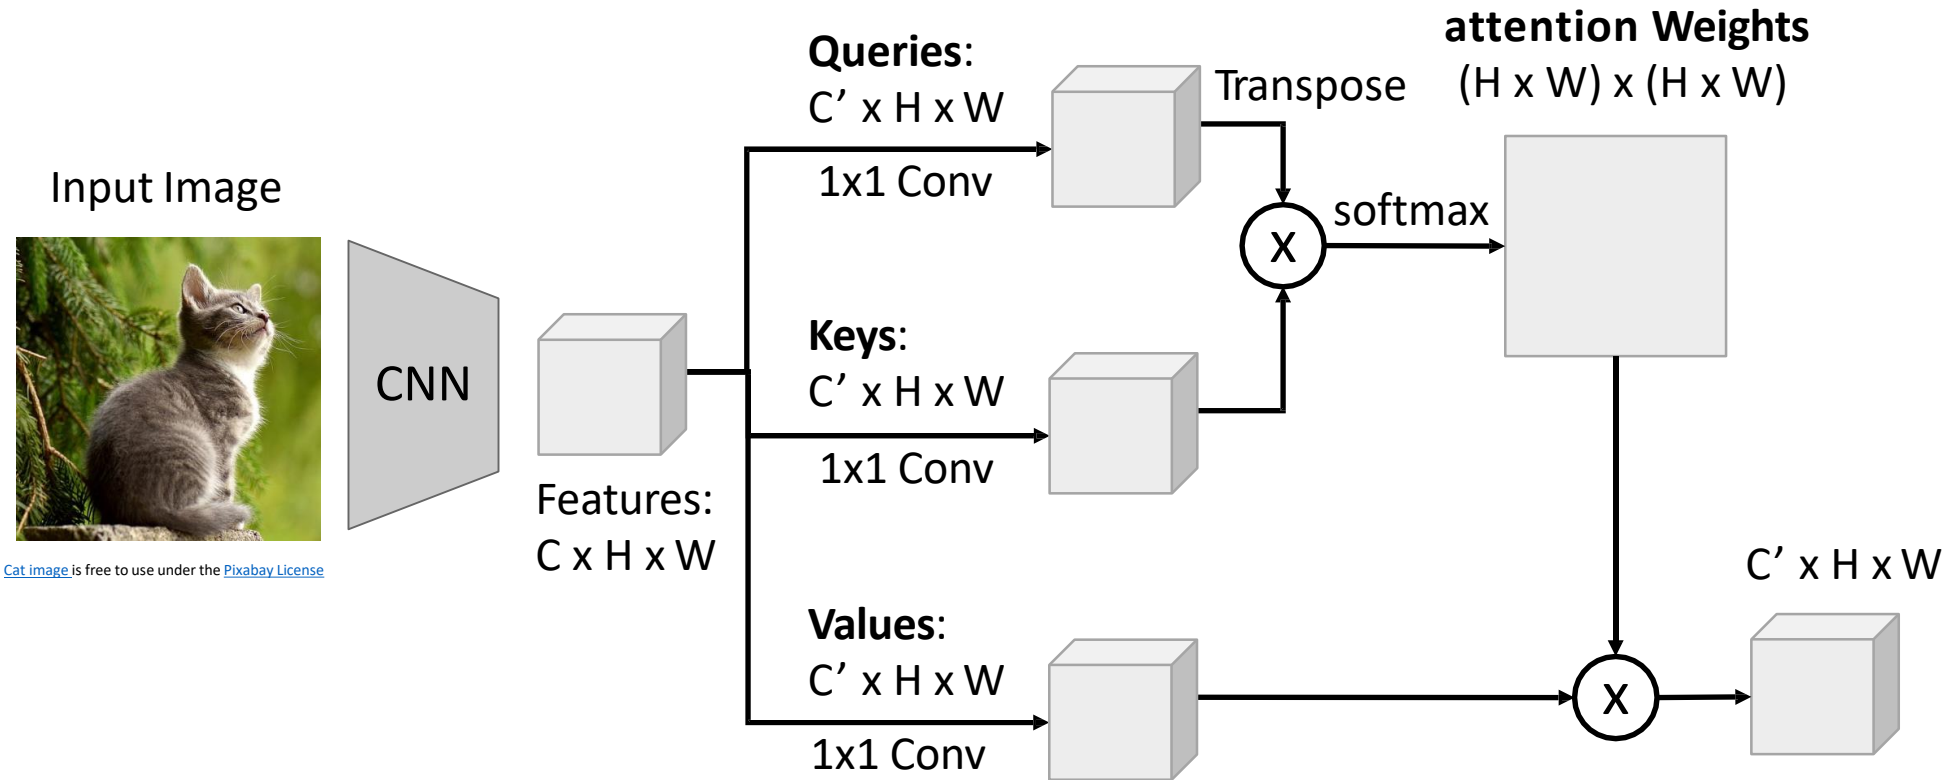 Input Image
Cat image is free to use under the Pixabay License
CNN
Features:
C x H x W
Queries:
C’ x H x W
1x1 Conv
Keys:
C’ x H x W
1x1 Conv
Values:
C’ x H x W
1x1 Conv
Transpose
X
softmax
attention Weights
(H x W) x (H x W)
X
C’ x H x W